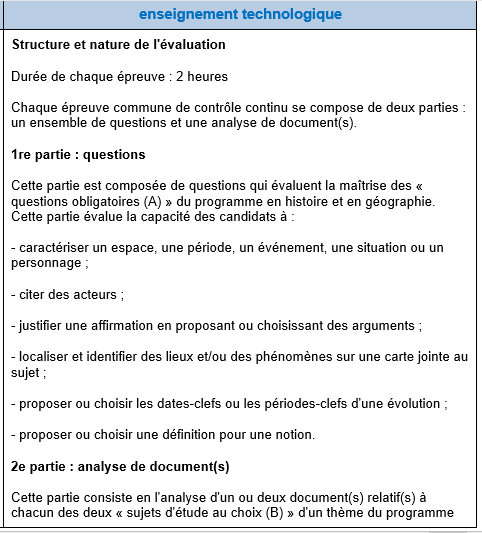 enseignement technologique
Structure et nature de l'évaluation
Durée de chaque épreuve : 2 heures
Chaque épreuve commune de contrôle continu se compose de deux parties :
un ensemble de questions et une analyse de document(s).
1re partie : questions
Cette partie est composée de questions qui évaluent la maîtrise des «
questions obligatoires (A) » du programme en histoire et en géographie.
Cette partie évalue la capacité des candidats à :
- caractériser un espace, une période, un événement, une situation ou un
personnage ;
- citer des acteurs ;
- justifier une affirmation en proposant ou choisissant des arguments ;
- localiser et identifier des lieux et/ou des phénomènes sur une carte jointe au
sujet ;
- proposer ou choisir les dates-clefs ou les périodes-clefs d'une évolution ;
- proposer ou choisir une définition pour une notion.
2e partie : analyse de document(s)
Cette partie consiste en l'analyse d'un ou deux document(s) relatif(s) à
chacun des deux « sujets d'étude au choix (B) » d'un thème du programme